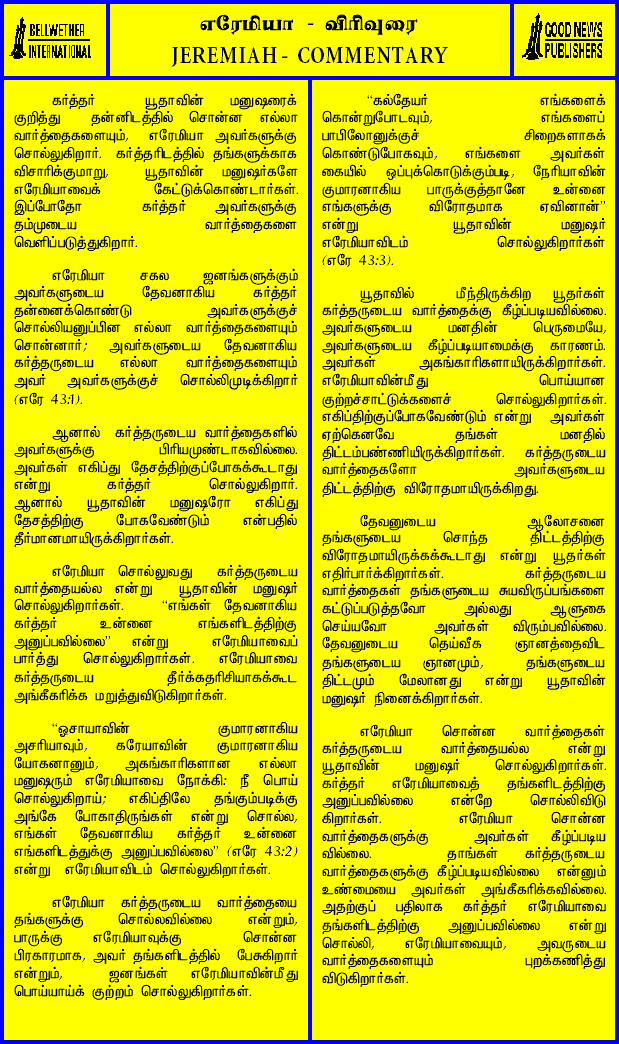 BELLWETHER
INTERNATIONAL
எரேமியா - விரிவுரை
JEREMIAH - COMMENTARY
GOOD NEWS
PUBLISHERS
கர்த்தர் யூதாவின் மனுஷரைக்
குறித்து தன்னிடத்தில் சொன்ன எல்லா
வார்த்தைகளையும், எரேமியா அவர்களுக்கு
சொல்லுகிறார். கர்த்தரிடத்தில் தங்களுக்காக
விசாரிக்குமாறு, யூதாவின் மனுஷர்களே
எரேமியாவைக் கேட்டுக்கொண்டார்கள்.
இப்போதோ கர்த்தர் அவர்களுக்கு
தம்முடைய வார்த்தைகளை
வெளிப்படுத்துகிறார்.
எரேமியா சகல ஜனங்களுக்கும்
அவர்களுடைய தேவனாகிய கர்த்தர்
தன்னைக்கொண்டு அவர்களுக்குச்
சொல்லியனுப்பின எல்லா வார்த்தைகளையும்
சொன்னார்; அவர்களுடைய தேவனாகிய
கர்த்தருடைய எல்லா வார்த்தைகளையும்
அவர் அவர்களுக்குச் சொல்லிமுடிக்கிறார்
(எரே 43:1).
ஆனால் கர்த்தருடைய வார்த்தைகளில்
அவர்களுக்கு பிரியமுண்டாகவில்லை.
அவர்கள் எகிப்து தேசத்திற்குப்போகக்கூடாது
என்று கர்த்தர் சொல்லுகிறார்.
ஆனால் யூதாவின் மனுஷரோ எகிப்து
தேசத்திற்கு போகவேண்டும் என்பதில்
தீர்மானமாயிருக்கிறார்கள்.
எரேமியா சொல்லுவது கர்த்தருடைய
வார்த்தையல்ல என்று யூதாவின் மனுஷர்
சொல்லுகிறார்கள். "எங்கள் தேவனாகிய
கர்த்தர் உன்னை எங்களிடத்திற்கு
அனுப்பவில்லை" என்று எரேமியாவைப்
பார்த்து சொல்லுகிறார்கள். எரேமியாவை
கர்த்தருடைய தீர்க்கதரிசியாகக்கூட
அங்கீகரிக்க மறுத்துவிடுகிறார்கள்.
"ஒசாயாவின் குமாரனாகிய
அசரியாவும், கரேயாவின் குமாரனாகிய
யோகனானும், அகங்காரிகளான எல்லா
மனுஷரும் எரேமியாவை நோக்கி: நீ பொய்
சொல்லுகிறாய்; எகிப்திலே தங்கும்படிக்கு
அங்கே போகாதிருங்கள் என்று சொல்ல,
எங்கள் தேவனாகிய கர்த்தர் உன்னை
எங்களிடத்துக்கு அனுப்பவில்லை" (எரே 43:2)
என்று எரேமியாவிடம் சொல்லுகிறார்கள்.
எரேமியா கர்த்தருடைய வார்த்தையை
தங்களுக்கு சொல்லவில்லை என்றும்,
பாருக்கு எரேமியாவுக்கு சொன்ன
பிரகாரமாக, அவர் தங்களிடத்தில் பேசுகிறார்
என்றும், ஜனங்கள் எரேமியாவின்மீது
பொய்யாய்க் குற்றம் சொல்லுகிறார்கள்.
"கல்தேயர் எங்களைக்
கொன்றுபோடவும், எங்களைப்
பாபிலோனுக்குச் சிறைகளாகக்
கொண்டுபோகவும், எங்களை அவர்கள்
கையில் ஒப்புக்கொடுக்கும்படி, நேரியாவின்
குமாரனாகிய பாருக்குத்தானே உன்னை
எங்களுக்கு விரோதமாக ஏவினான்"
என்று யூதாவின் மனுஷர்
எரேமியாவிடம் சொல்லுகிறார்கள்
(எரே 43:3).
யூதாவில் மீந்திருக்கிற யூதர்கள்
கர்த்தருடைய வார்த்தைக்கு கீழ்ப்படியவில்லை.
அவர்களுடைய மனதின் பெருமையே,
அவர்களுடைய கீழ்ப்படியாமைக்கு காரணம்.
அவர்கள் அகங்காரிகளாயிருக்கிறார்கள்.
எரேமியாவின்மீது பொய்யான
குற்றச்சாட்டுக்களைச் சொல்லுகிறார்கள்.
எகிப்திற்குப்போகவேண்டும் என்று அவர்கள்
ஏற்கெனவே தங்கள் மனதில்
திட்டம்பண்ணியிருக்கிறார்கள். கர்த்தருடைய
வார்த்தைகளோ அவர்களுடைய
திட்டத்திற்கு விரோதமாயிருக்கிறது.
தேவனுடைய ஆலோசனை
தங்களுடைய சொந்த திட்டத்திற்கு
விரோதமாயிருக்கக்கூடாது என்று யூதர்கள்
எதிர்பார்க்கிறார்கள். கர்த்தருடைய
வார்த்தைகள் தங்களுடைய சுயவிருப்பங்களை
கட்டுப்படுத்தவோ அல்லது ஆளுகை
செய்யவோ அவர்கள் விரும்பவில்லை.
தேவனுடைய தெய்வீக ஞானத்தைவிட
தங்களுடைய ஞானமும், தங்களுடைய
திட்டமும் மேலானது என்று யூதாவின்
மனுஷர் நினைக்கிறார்கள்.
எரேமியா சொன்ன வார்த்தைகள்
கர்த்தருடைய வார்த்தையல்ல என்று
யூதாவின் மனுஷர் சொல்லுகிறார்கள்.
கர்த்தர் எரேமியாவைத் தங்களிடத்திற்கு
அனுப்பவில்லை என்றே சொல்லிவிடு
கிறார்கள். எரேமியா சொன்ன
வார்த்தைகளுக்கு அவர்கள் கீழ்ப்படிய
வில்லை. தாங்கள் கர்த்தருடைய
வார்த்தைகளுக்கு கீழ்ப்படியவில்லை என்னும்
உண்மையை அவர்கள் அங்கீகரிக்கவில்லை.
அதற்குப் பதிலாக கர்த்தர் எரேமியாவை
தங்களிடத்திற்கு அனுப்பவில்லை என்று
சொல்லி, எரேமியாவையும், அவருடைய
வார்த்தைகளையும் புறக்கணித்து
விடுகிறார்கள்.